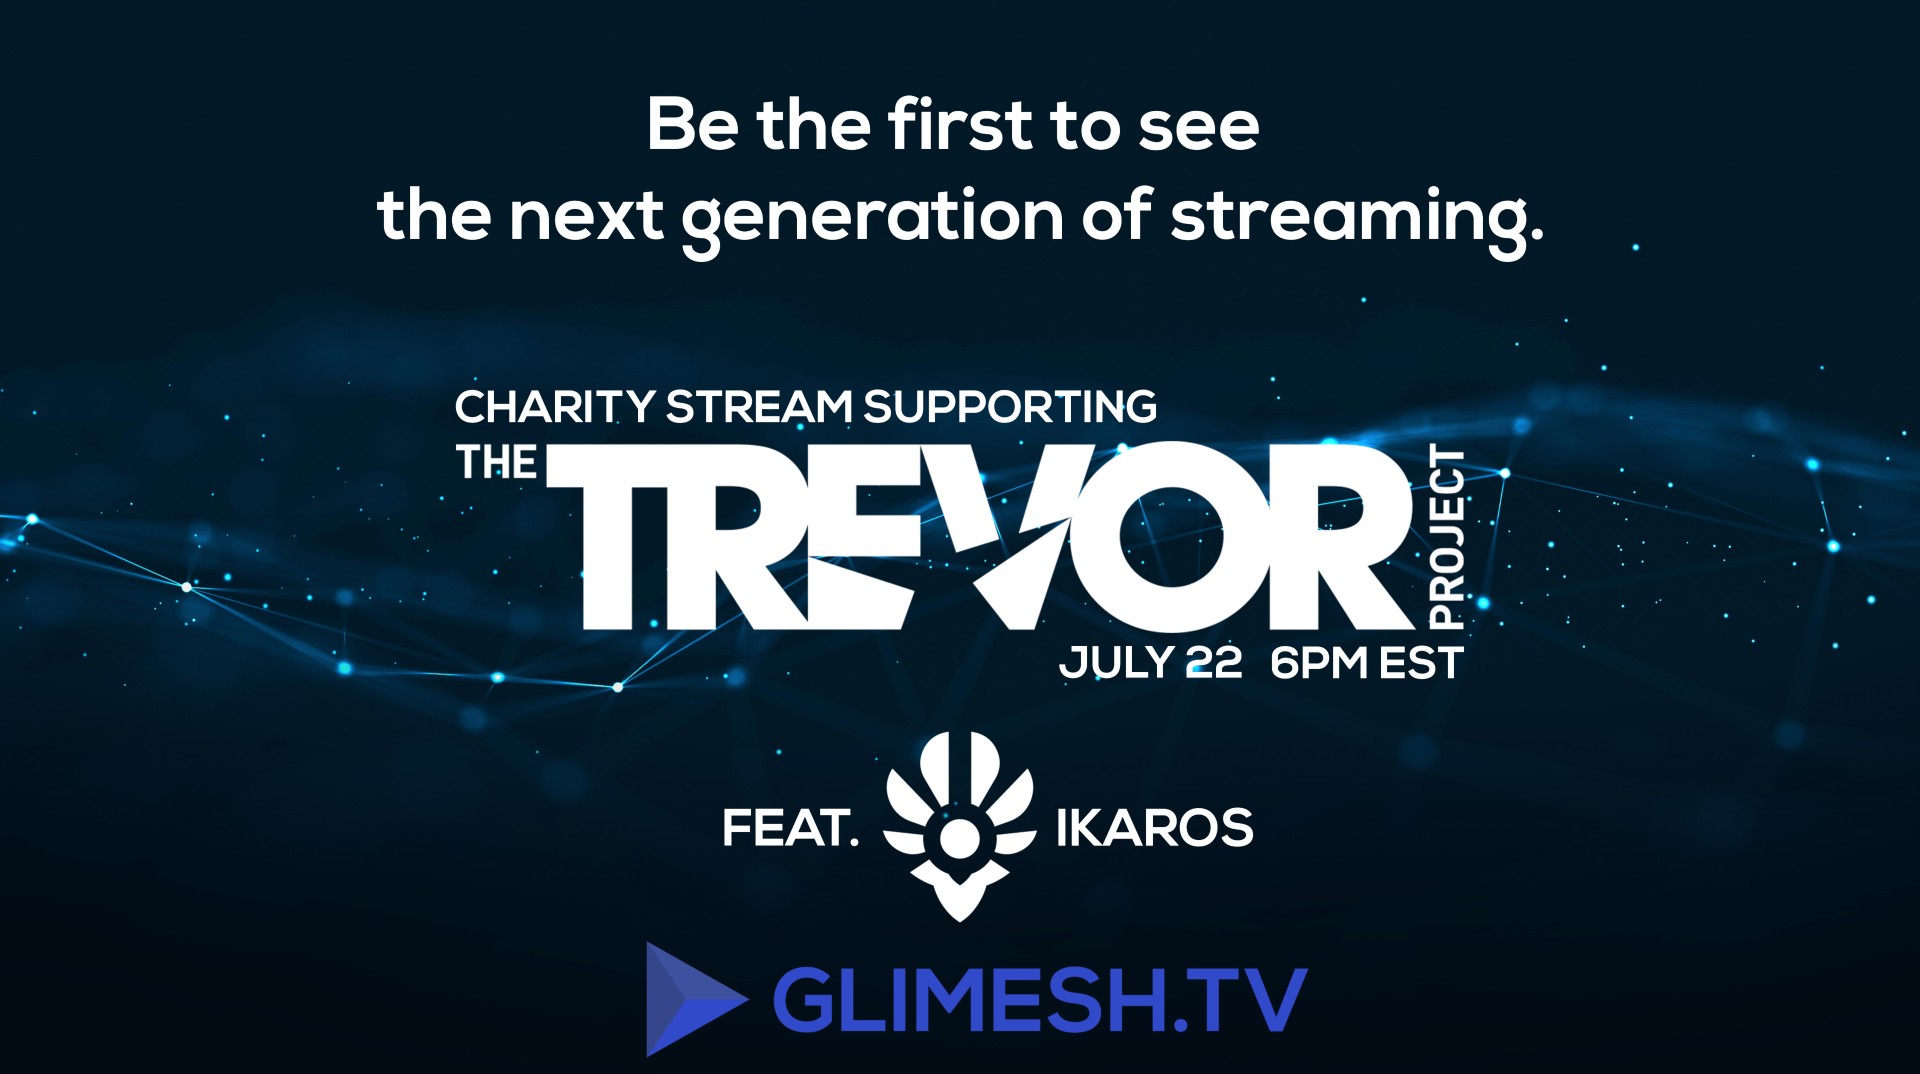 Be the first to see
the next generation of streaming.
CHARITY STREAM SUPPORTING
THE TREVOR PROJECT
JULY 22 6PM EST
FEAT. IKAROS
GLIMESH.TV